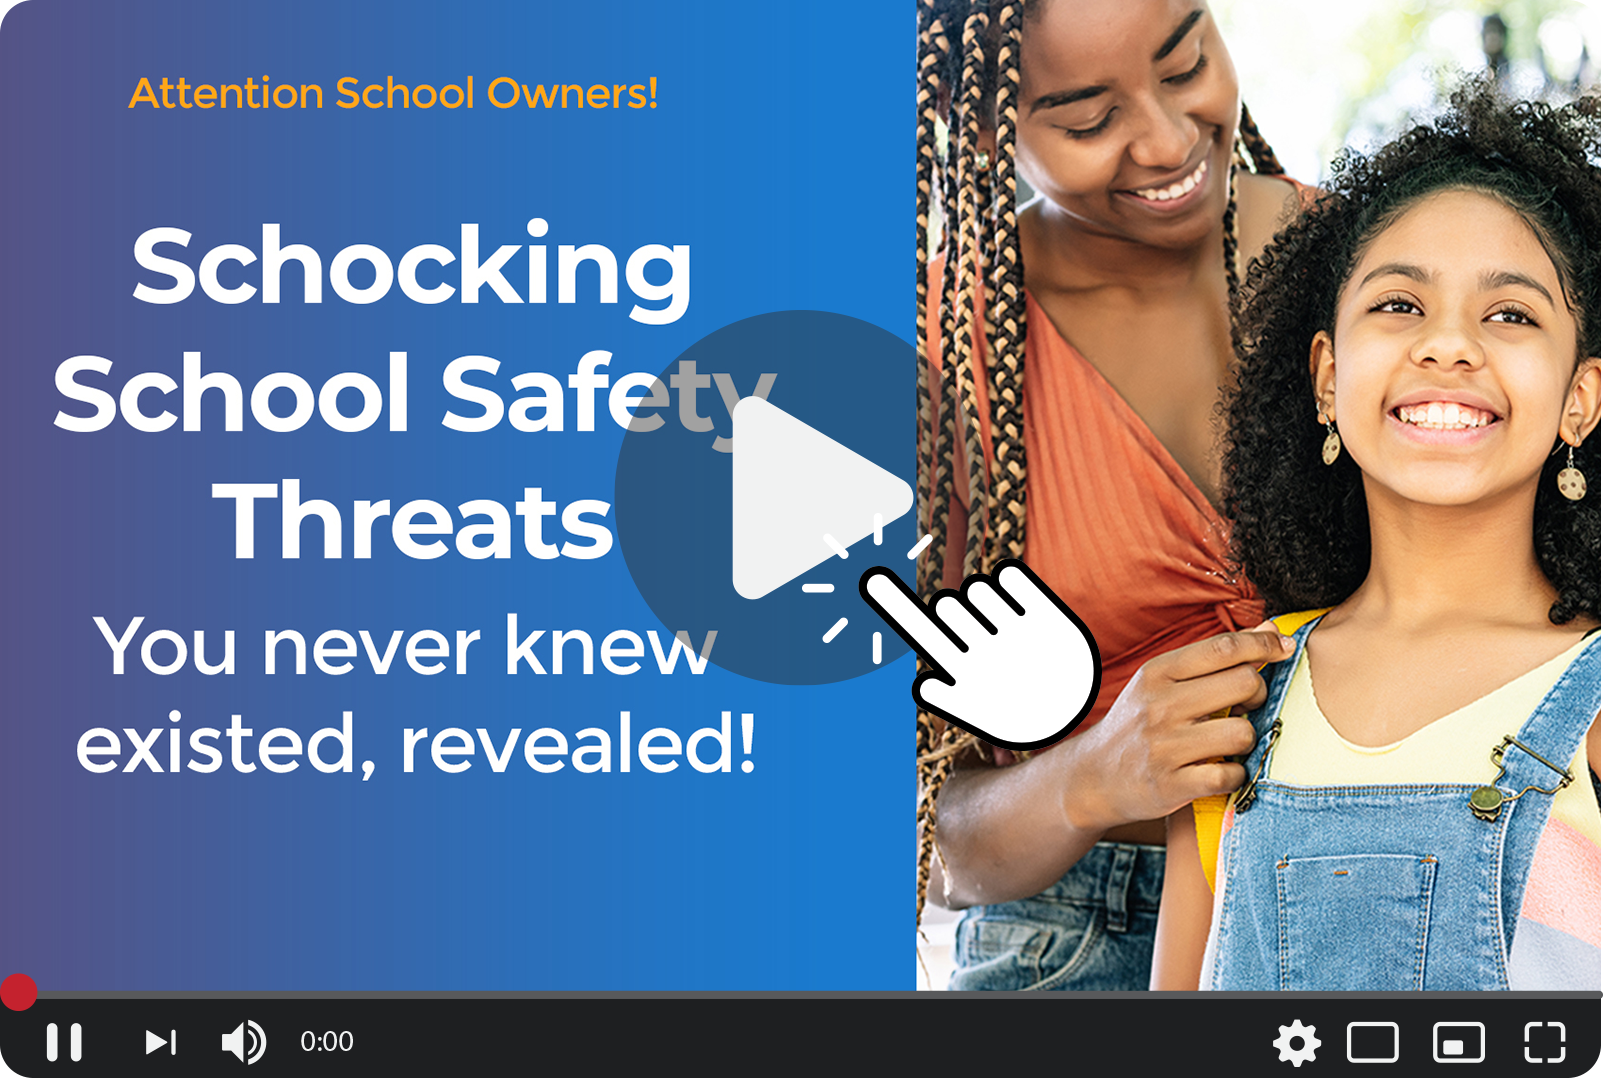 Attention School Owners!
Schocking
School Safety
Threats
You never knew
existed, revealed!
0:00